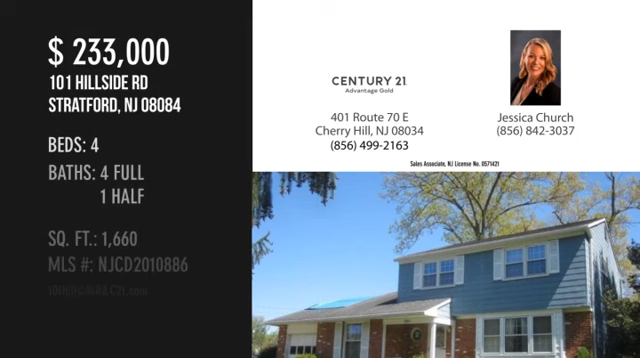 $ 233,000
101 HILLSIDE RD
STRATFORD, NJ 08084
BEDS: 4
BATHS: 4 FULL
1 HALF
SQ. FT.: 1,660
MLS #: NJCD2010886
CENTURY 21
Advantage Gold
401 Route 70 E
Cherry Hill, NJ 08034
(856) 499-2163
Jessica Church
(856) 842-3037
Sales Associate, NJ License No. 0571421